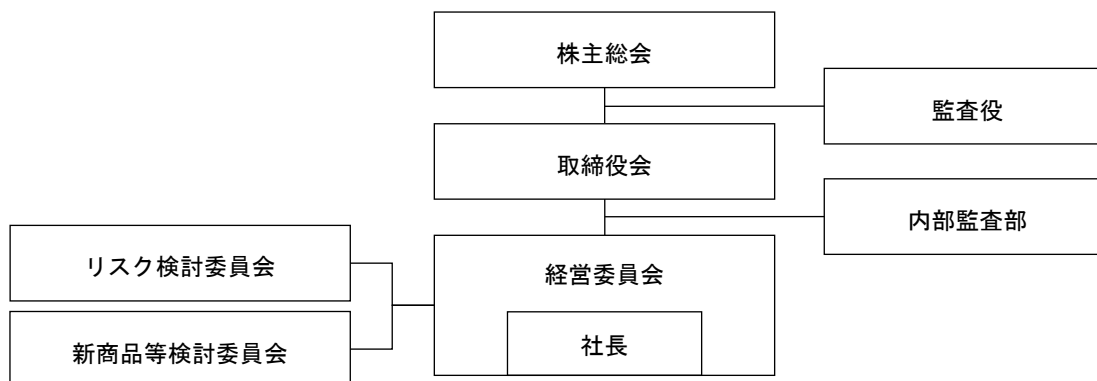 株主総会
監査役
取締役会
内部監査部
リスク検討委員会
経営委員会
新商品等検討委員会
社長